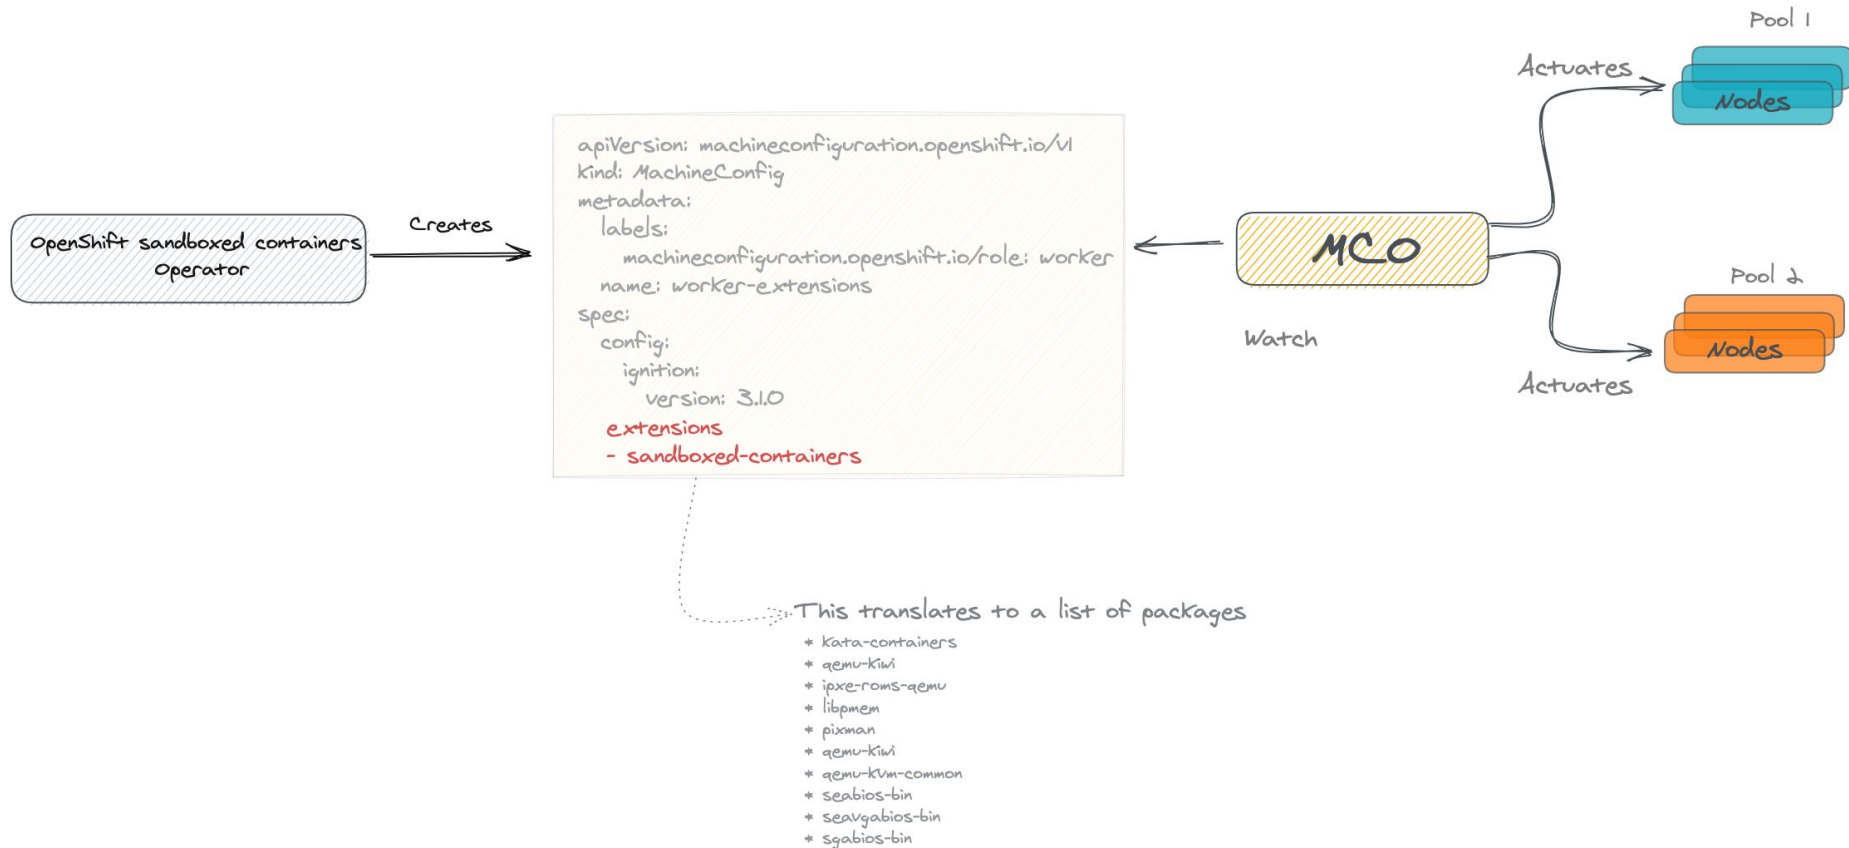 OpenShift sandboxed containers
Operator
Creates
apiVersion: machineconfiguration.openshift.io/v1
kind: MachineConfig
metadata:
  labels:
    machineconfiguration.openshift.io/role: worker
  name: worker-extensions
spec:
  config:
    ignition:
      version: 3.1.0
  extensions
  - sandboxed-containers
MCO
Watch
Actuates
Pool 1
Nodes
Pool 2
Nodes
Actuates
This translates to a list of packages
* kata-containers
* qemu-kiwi
* ipxe-roms-qemu
* libpmem
* pixman
* qemu-kiwi
* qemu-kvm-common
* seabios-bin
* seavgabios-bin
* sgabios-bin